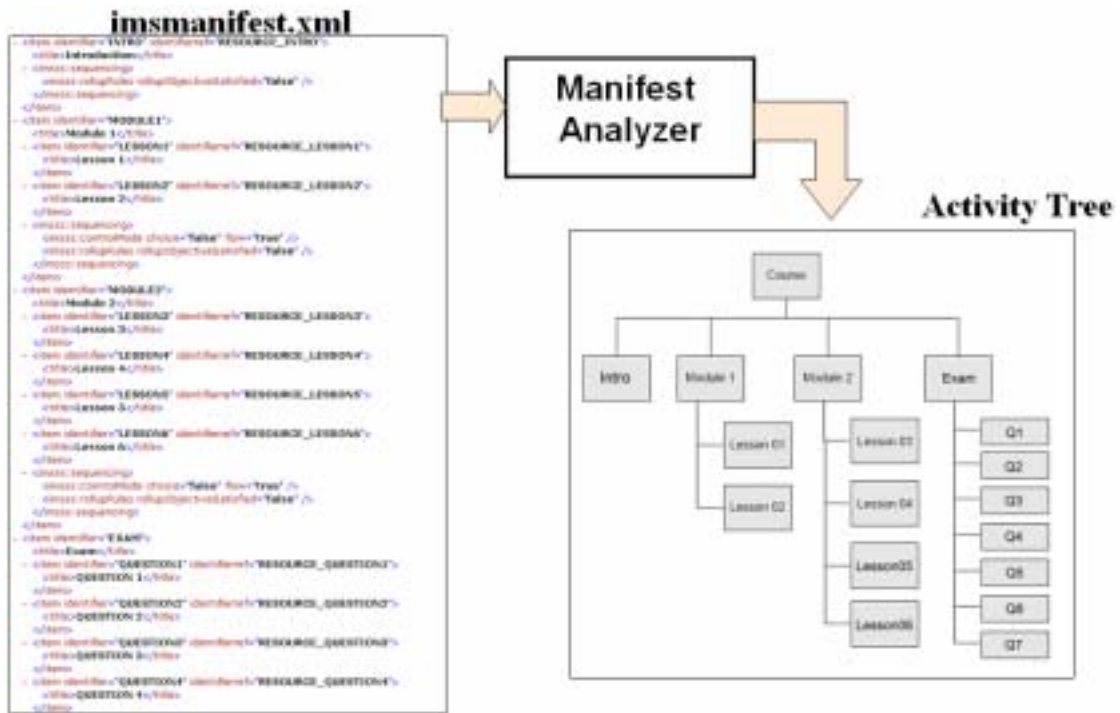 imsmanifest.xml
- <item identifier="INTRO" identifierref="RESOURCE_INTRO">
<title>Introduction</title>
- <imsss:sequencing>
<imsss:rollupRules rollupObjectiveSatisfied="false" />
</imsss:sequencing>
</item>
- <item identifier="MODULE1">
<title>Module 1</title>
- <item identifier="LESSON1" identifierref="RESOURCE_LESSON1">
<title>Lesson 1</title>
</item>
- <item identifier="LESSON2" identifierref="RESOURCE_LESSON2">
<title>Lesson 2</title>
</item>
- <imsss:sequencing>
<imsss:controlMode choice="false" flow="true" />
<imsss:rollupRules rollupObjectiveSatisfied="false" />
</imsss:sequencing>
</item>
- <item identifier="MODULE2">
<title>Module 2</title>
- <item identifier="LESSON3" identifierref="RESOURCE_LESSON3">
<title>Lesson 3</title>
</item>
- <item identifier="LESSON4" identifierref="RESOURCE_LESSON4">
<title>Lesson 4</title>
</item>
- <item identifier="LESSON5" identifierref="RESOURCE_LESSON5">
<title>Lesson 5</title>
</item>
- <item identifier="LESSON6" identifierref="RESOURCE_LESSON6">
<title>Lesson 6</title>
</item>
- <imsss:sequencing>
<imsss:controlMode choice="false" flow="true" />
<imsss:rollupRules rollupObjectiveSatisfied="false" />
</imsss:sequencing>
</item>
- <item identifier="EXAM">
<title>Exam</title>
- <item identifier="QUESTION1" identifierref="RESOURCE_QUESTION1">
<title>QUESTION 1</title>
</item>
- <item identifier="QUESTION2" identifierref="RESOURCE_QUESTION2">
<title>QUESTION 2</title>
</item>
- <item identifier="QUESTION3" identifierref="RESOURCE_QUESTION3">
<title>QUESTION 3</title>
</item>
- <item identifier="QUESTION4" identifierref="RESOURCE_QUESTION4">
<title>QUESTION 4</title>
</item>
Manifest
Analyzer
Activity Tree
Course
Intro
Module 1
Module 2
Exam
Lesson 01
Lesson 02
Lesson 03
Lesson 04
Lesson05
Lesson06
Q1
Q2
Q3
Q4
Q5
Q6
Q7